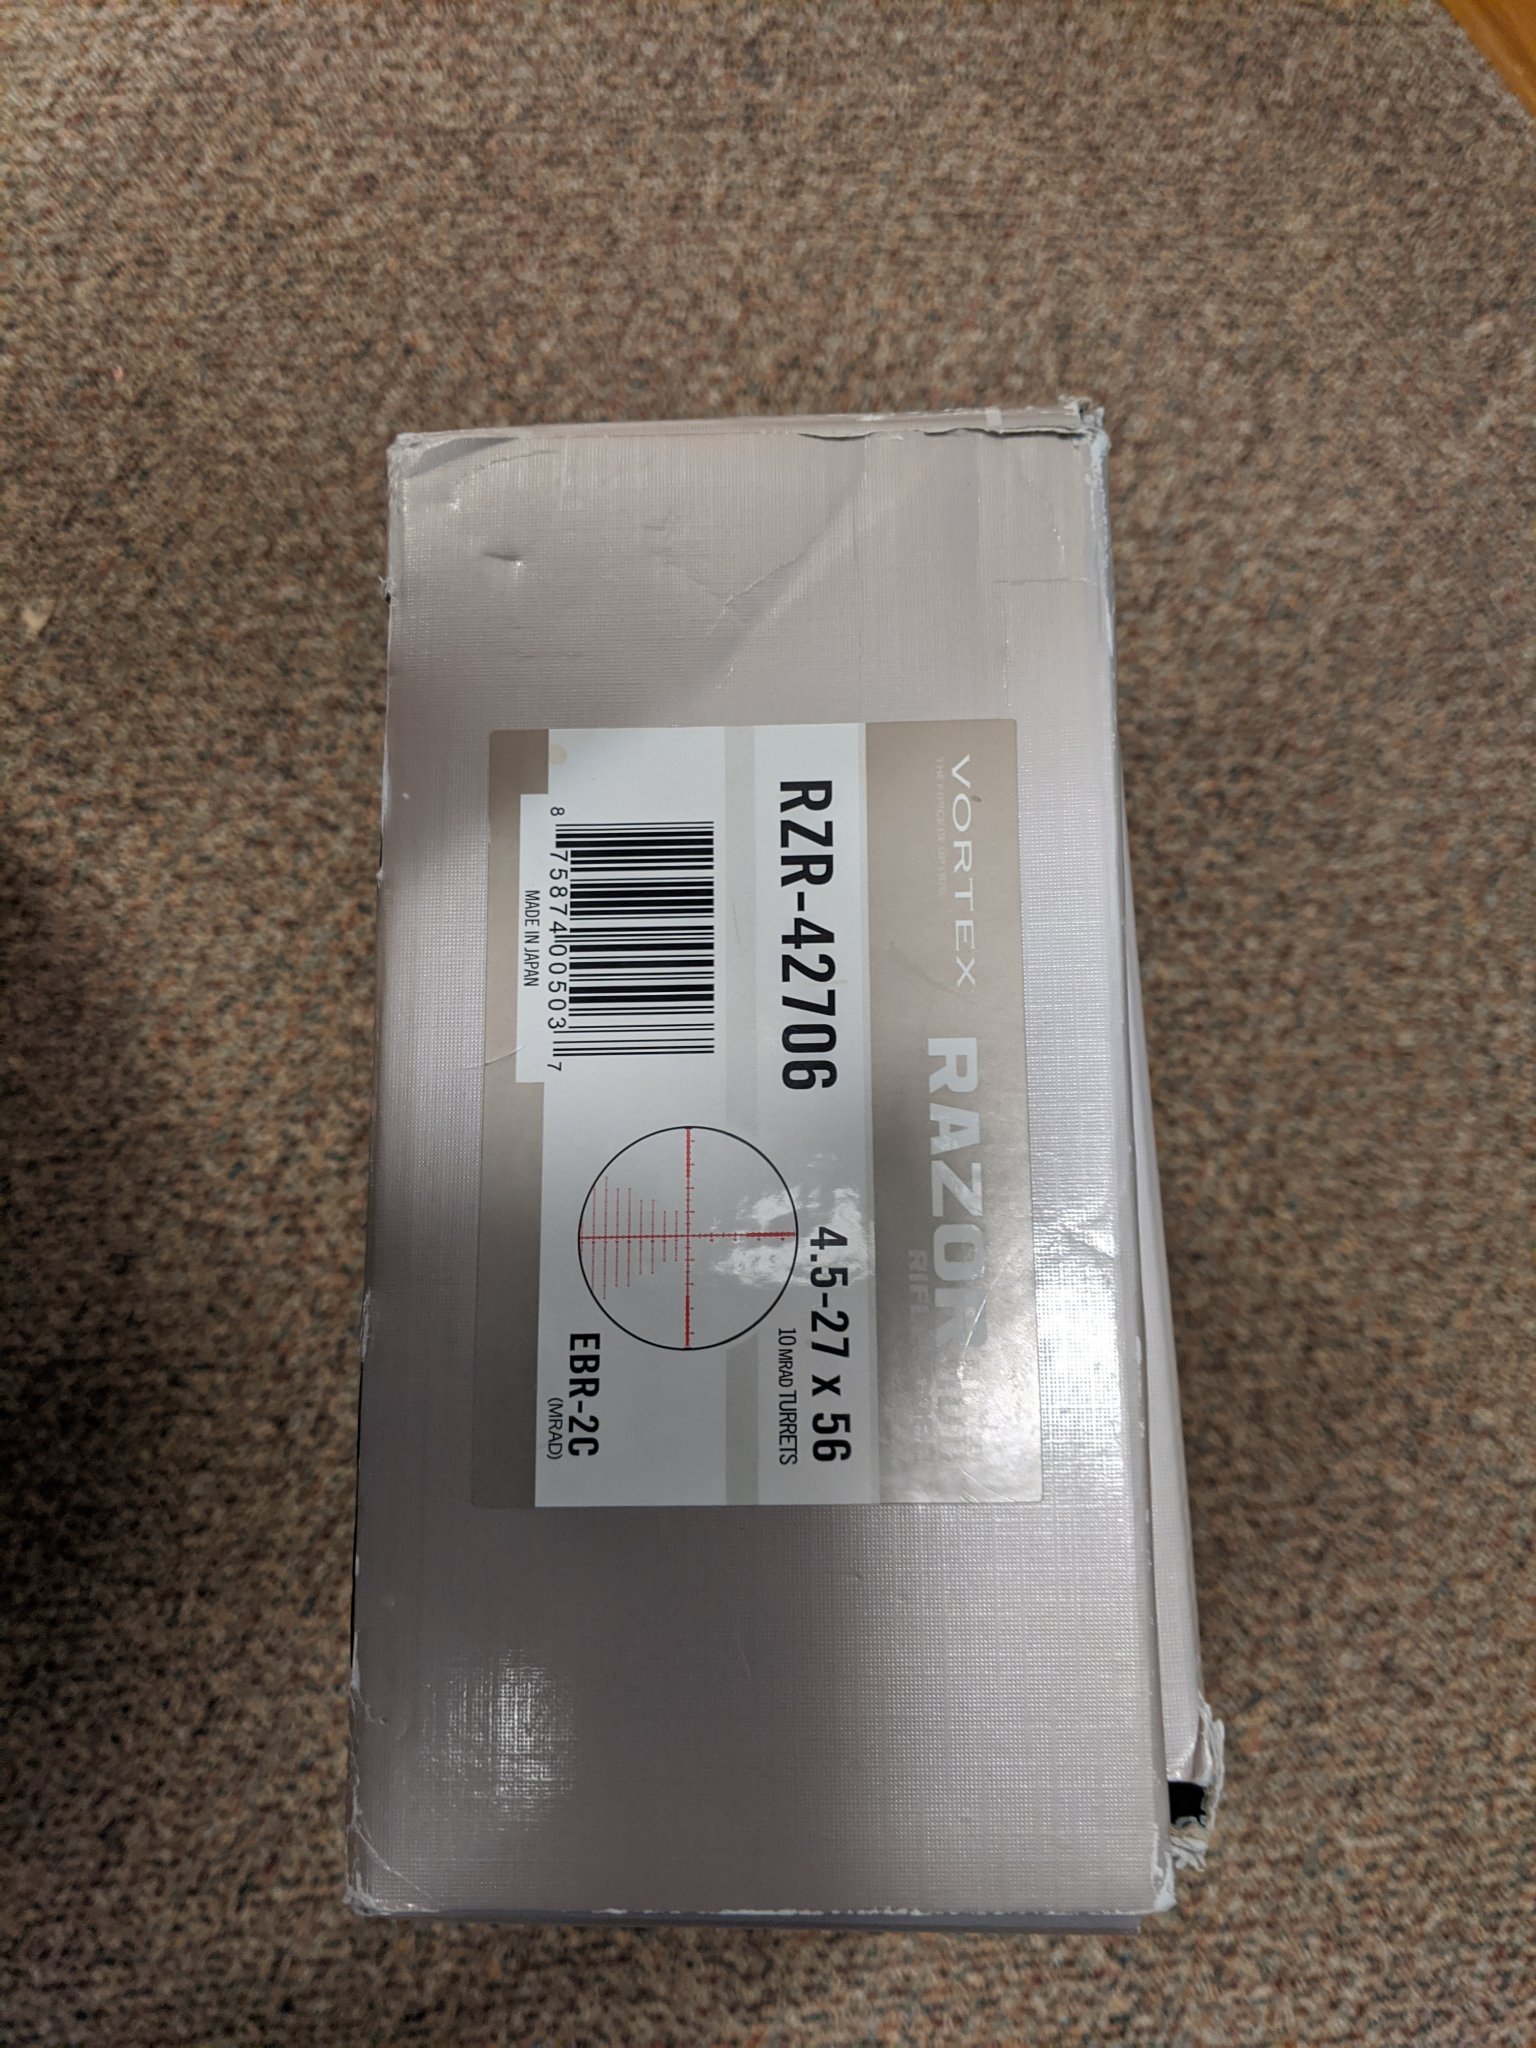 VORTEX RAZOR
RZR-42706
4.5-27 x 56
10 MRAD TURRETS
8 75874 00503 7
MADE IN JAPAN
EBR-2C
(MRAD)